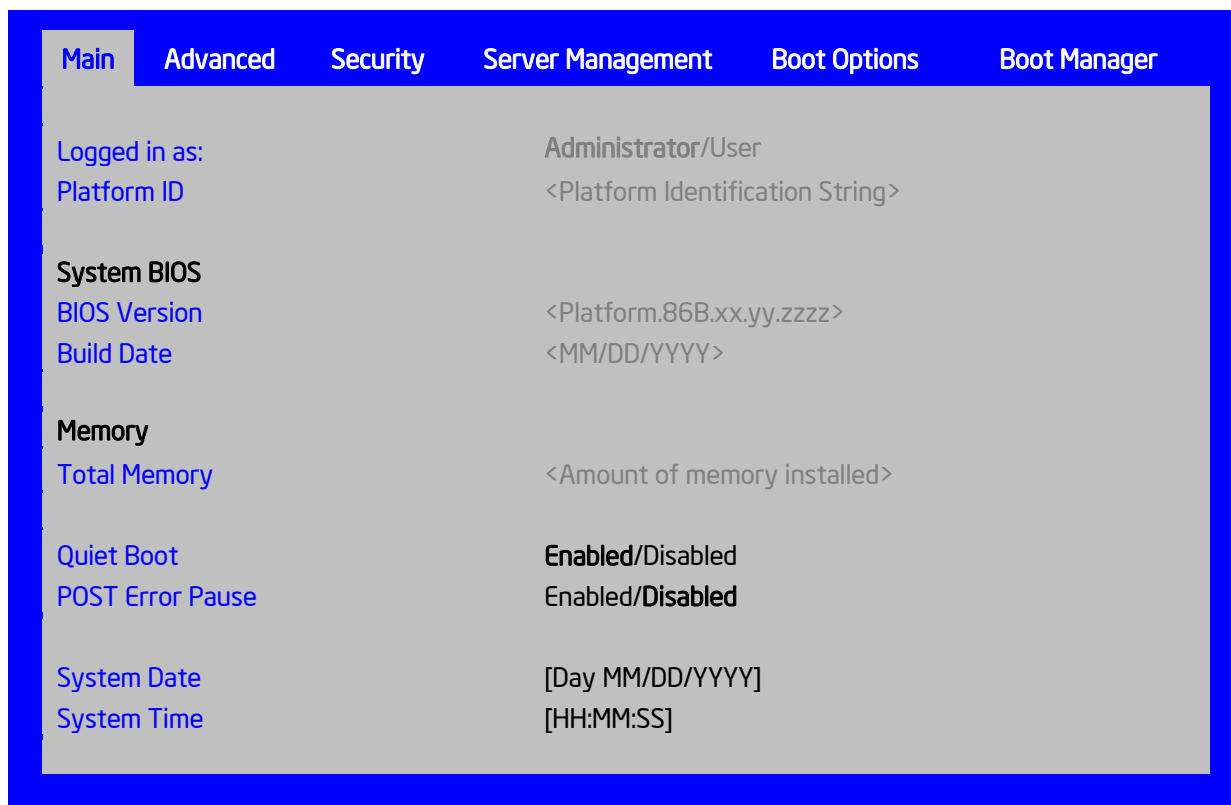 Main Advanced Security Server Management Boot Options Boot Manager
Logged in as: Administrator/User
Platform ID <Platform Identification String>
System BIOS
BIOS Version <Platform.86B.xx.yy.zzzz>
Build Date <MM/DD/YYYY>
Memory
Total Memory <Amount of memory installed>
Quiet Boot Enabled/Disabled
POST Error Pause Enabled/Disabled
System Date [Day MM/DD/YYYY]
System Time [HH:MM:SS]